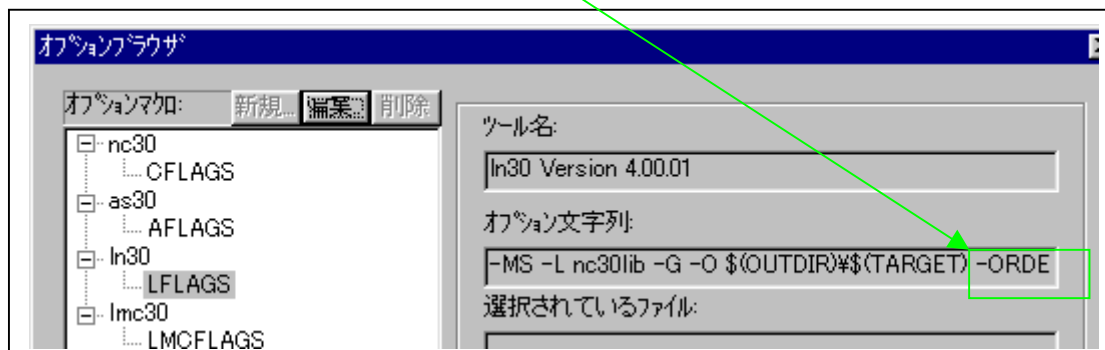 オプションブラウザ
オプションマクロ: 新規... 編集... 削除
nc30
CFLAGS
as30
AFLAGS
ln30
LFLAGS
lmc30
LMCFLAGS
ツール名:
ln30 Version 4.00.01
オプション文字列:
-MS -L nc30lib -G -O $(OUTDIR)¥$(TARGET) -ORDE
選択されているファイル: